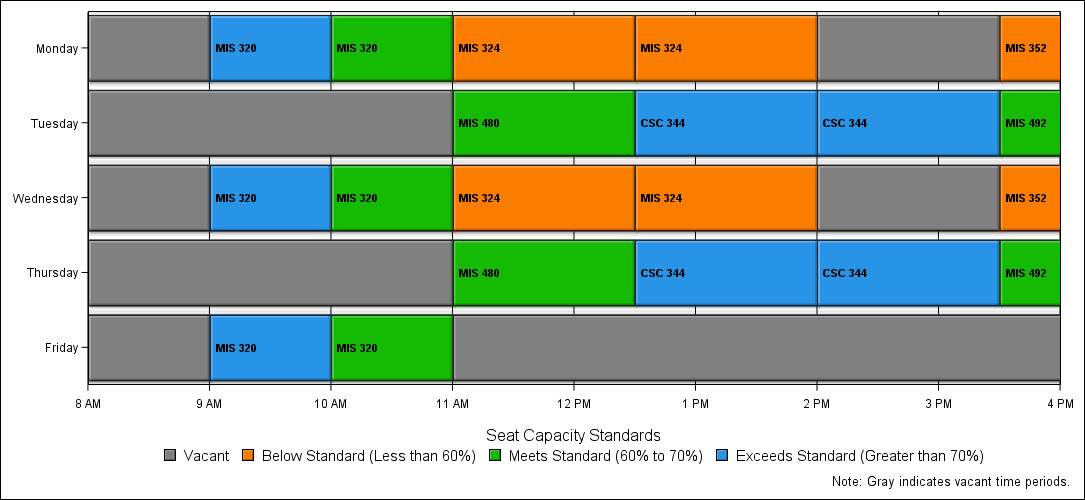 Monday MIS 320 MIS 320 MIS 324 MIS 324 MIS 352
Tuesday MIS 480 CSC 344 CSC 344 MIS 492
Wednesday MIS 320 MIS 320 MIS 324 MIS 324 MIS 352
Thursday MIS 480 CSC 344 CSC 344 MIS 492
Friday MIS 320 MIS 320
8 AM 9 AM 10 AM 11 AM 12 PM 1 PM 2 PM 3 PM 4 PM
Seat Capacity Standards
Vacant Below Standard (Less than 60%) Meets Standard (60% to 70%) Exceeds Standard (Greater than 70%)
Note: Gray indicates vacant time periods.